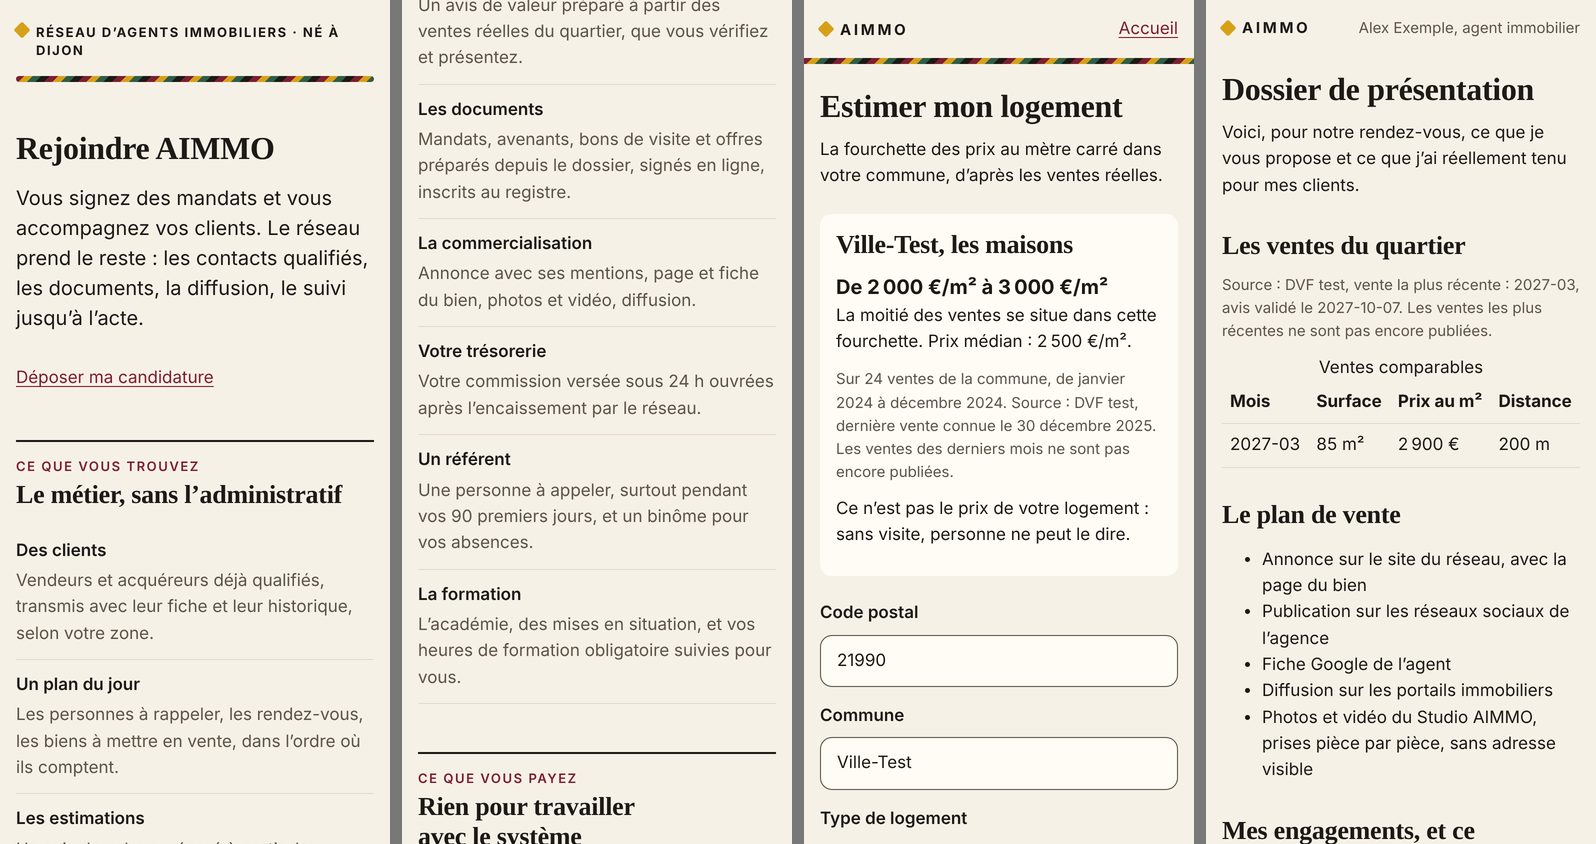 RÉSEAU D’AGENTS IMMOBILIERS · NÉ À
DIJON
Rejoindre AIMMO
Vous signez des mandats et vous
accompagnez vos clients. Le réseau
prend le reste : les contacts qualifiés,
les documents, la diffusion, le suivi
jusqu’à l’acte.
Déposer ma candidature
CE QUE VOUS TROUVEZ
Le métier, sans l’administratif
Des clients
Vendeurs et acquéreurs déjà qualifiés,
transmis avec leur fiche et leur historique,
selon votre zone.
Un plan du jour
Les personnes à rappeler, les rendez-vous,
les biens à mettre en vente, dans l’ordre où
ils comptent.
Les estimations
Un avis de valeur préparé à partir des
ventes réelles du quartier, que vous vérifiez
et présentez.
Les documents
Mandats, avenants, bons de visite et offres
préparés depuis le dossier, signés en ligne,
inscrits au registre.
La commercialisation
Annonce avec ses mentions, page et fiche
du bien, photos et vidéo, diffusion.
Votre trésorerie
Votre commission versée sous 24 h ouvrées
après l’encaissement par le réseau.
Un référent
Une personne à appeler, surtout pendant
vos 90 premiers jours, et un binôme pour
vos absences.
La formation
L’académie, des mises en situation, et vos
heures de formation obligatoire suivies pour
vous.
CE QUE VOUS PAYEZ
Rien pour travailler
avec le système
AIMMO
Accueil
Estimer mon logement
La fourchette des prix au mètre carré dans
votre commune, d’après les ventes réelles.
Ville-Test, les maisons
De 2 000 €/m² à 3 000 €/m²
La moitié des ventes se situe dans cette
fourchette. Prix médian : 2 500 €/m².
Sur 24 ventes de la commune, de janvier
2024 à décembre 2024. Source : DVF test,
dernière vente connue le 30 décembre 2025.
Les ventes des derniers mois ne sont pas
encore publiées.
Ce n’est pas le prix de votre logement :
sans visite, personne ne peut le dire.
Code postal
21990
Commune
Ville-Test
Type de logement
AIMMO
Alex Exemple, agent immobilier
Dossier de présentation
Voici, pour notre rendez-vous, ce que je
vous propose et ce que j’ai réellement tenu
pour mes clients.
Les ventes du quartier
Source : DVF test, vente la plus récente : 2027-03,
avis validé le 2027-10-07. Les ventes les plus
récentes ne sont pas encore publiées.
Ventes comparables
Mois Surface Prix au m² Distance
2027-03 85 m² 2 900 € 200 m
Le plan de vente
• Annonce sur le site du réseau, avec la
page du bien
• Publication sur les réseaux sociaux de
l’agence
• Fiche Google de l’agent
• Diffusion sur les portails immobiliers
• Photos et vidéo du Studio AIMMO,
prises pièce par pièce, sans adresse
visible
Mes engagements, et ce